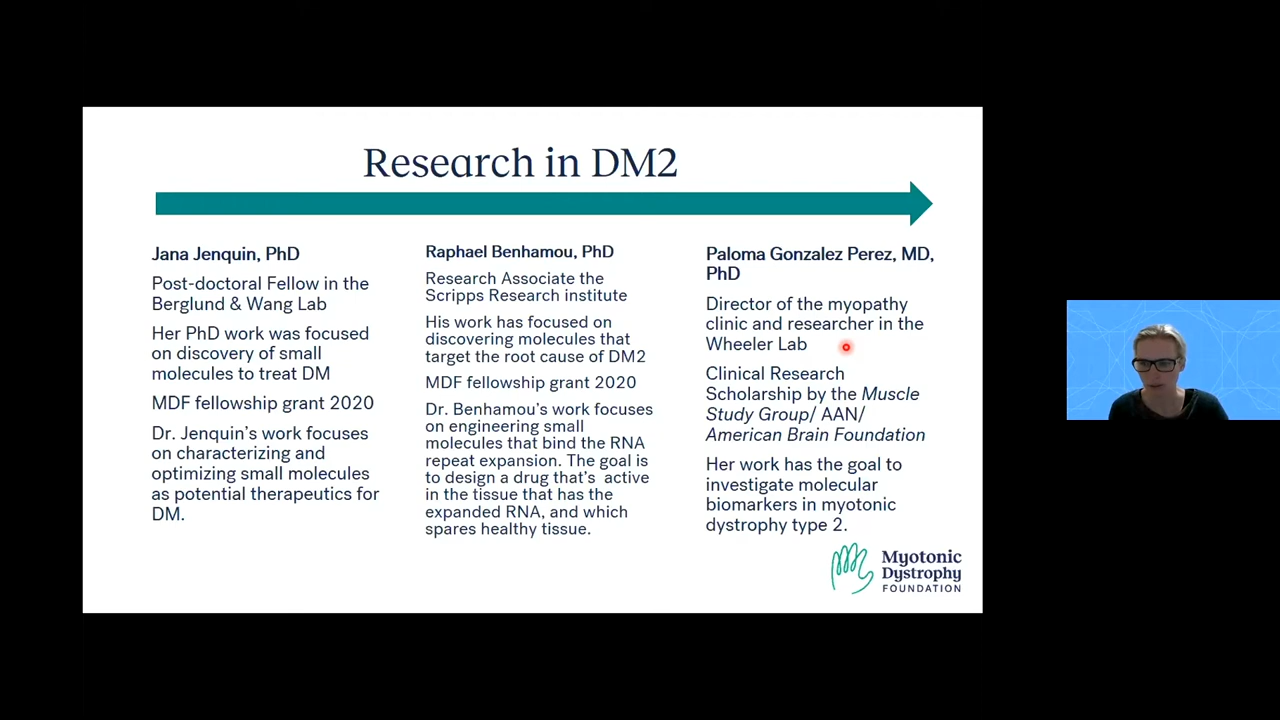 Research in DM2
Jana Jenquin, PhD
Post-doctoral Fellow in the
Berglund & Wang Lab
Her PhD work was focused
on discovery of small
molecules to treat DM
MDF fellowship grant 2020
Dr. Jenquin's work focuses
on characterizing and
optimizing small molecules
as potential therapeutics for
DM.
Raphael Benhamou, PhD
Research Associate the
Scripps Research institute
His work has focused on
discovering molecules that
target the root cause of DM2
MDF fellowship grant 2020
Dr. Benhamou's work focuses
on engineering small
molecules that bind the RNA
repeat expansion. The goal is
to design a drug that's active
in the tissue that has the
expanded RNA, and which
spares healthy tissue.
Paloma Gonzalez Perez, MD,
PhD
Director of the myopathy
clinic and researcher in the
Wheeler Lab
Clinical Research
Scholarship by the Muscle
Study Group/ AAN/
American Brain Foundation
Her work has the goal to
investigate molecular
biomarkers in myotonic
dystrophy type 2.
Myotonic
Dystrophy
FOUNDATION